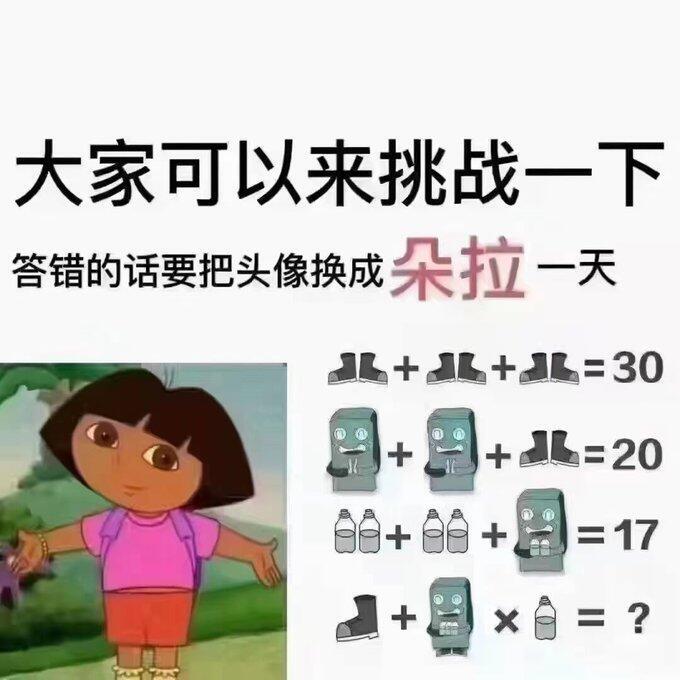 大家可以来挑战一下
答错的话要把头像换成朵拉一天
+ + =30
+ + =20
+ + =17
+ × = ?